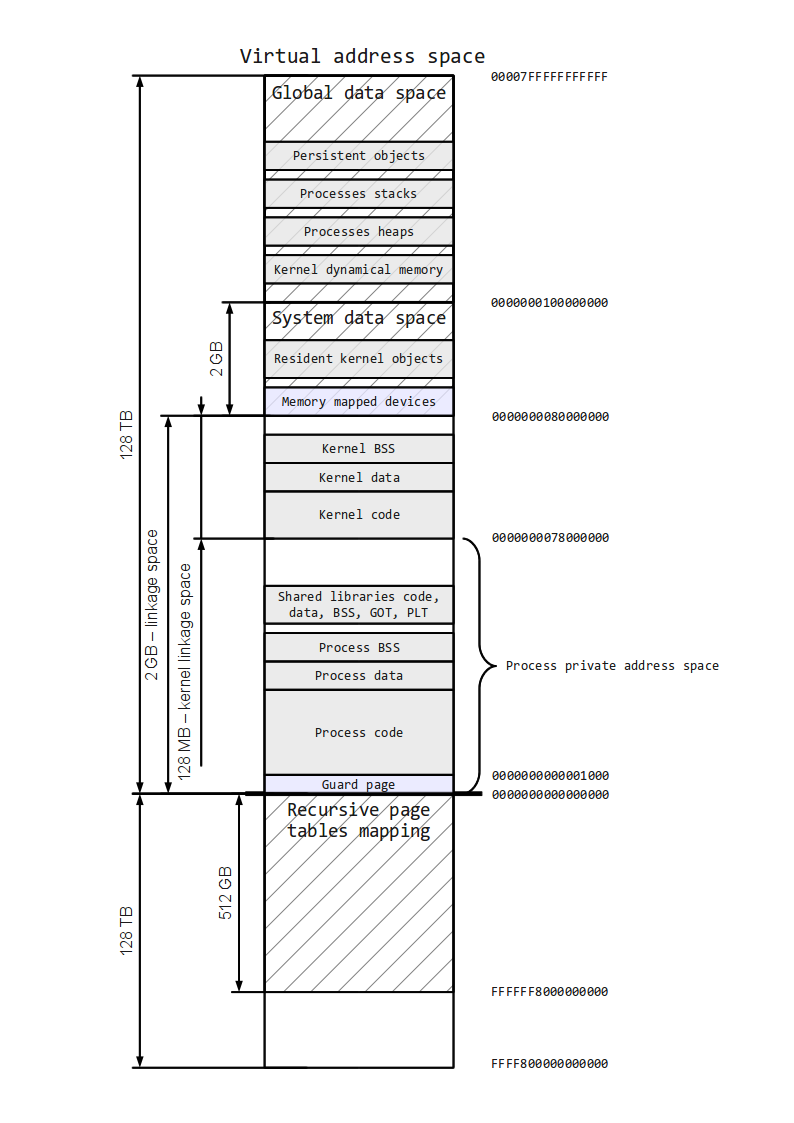 Virtual address space
00007FFFFFFFFFFF
Global data space
Persistent objects
Processes stacks
Processes heaps
Kernel dynamical memory
0000000100000000
System data space
2 GB
Resident kernel objects
Memory mapped devices
0000000080000000
128 TB
Kernel BSS
Kernel data
Kernel code
0000000078000000
2 GB – linkage space
128 MB – kernel linkage space
Shared libraries code,
data, BSS, GOT, PLT
Process BSS
Process private address space
Process data
Process code
0000000000001000
Guard page
0000000000000000
Recursive page
tables mapping
512 GB
128 TB
FFFFFF8000000000
FFFF800000000000